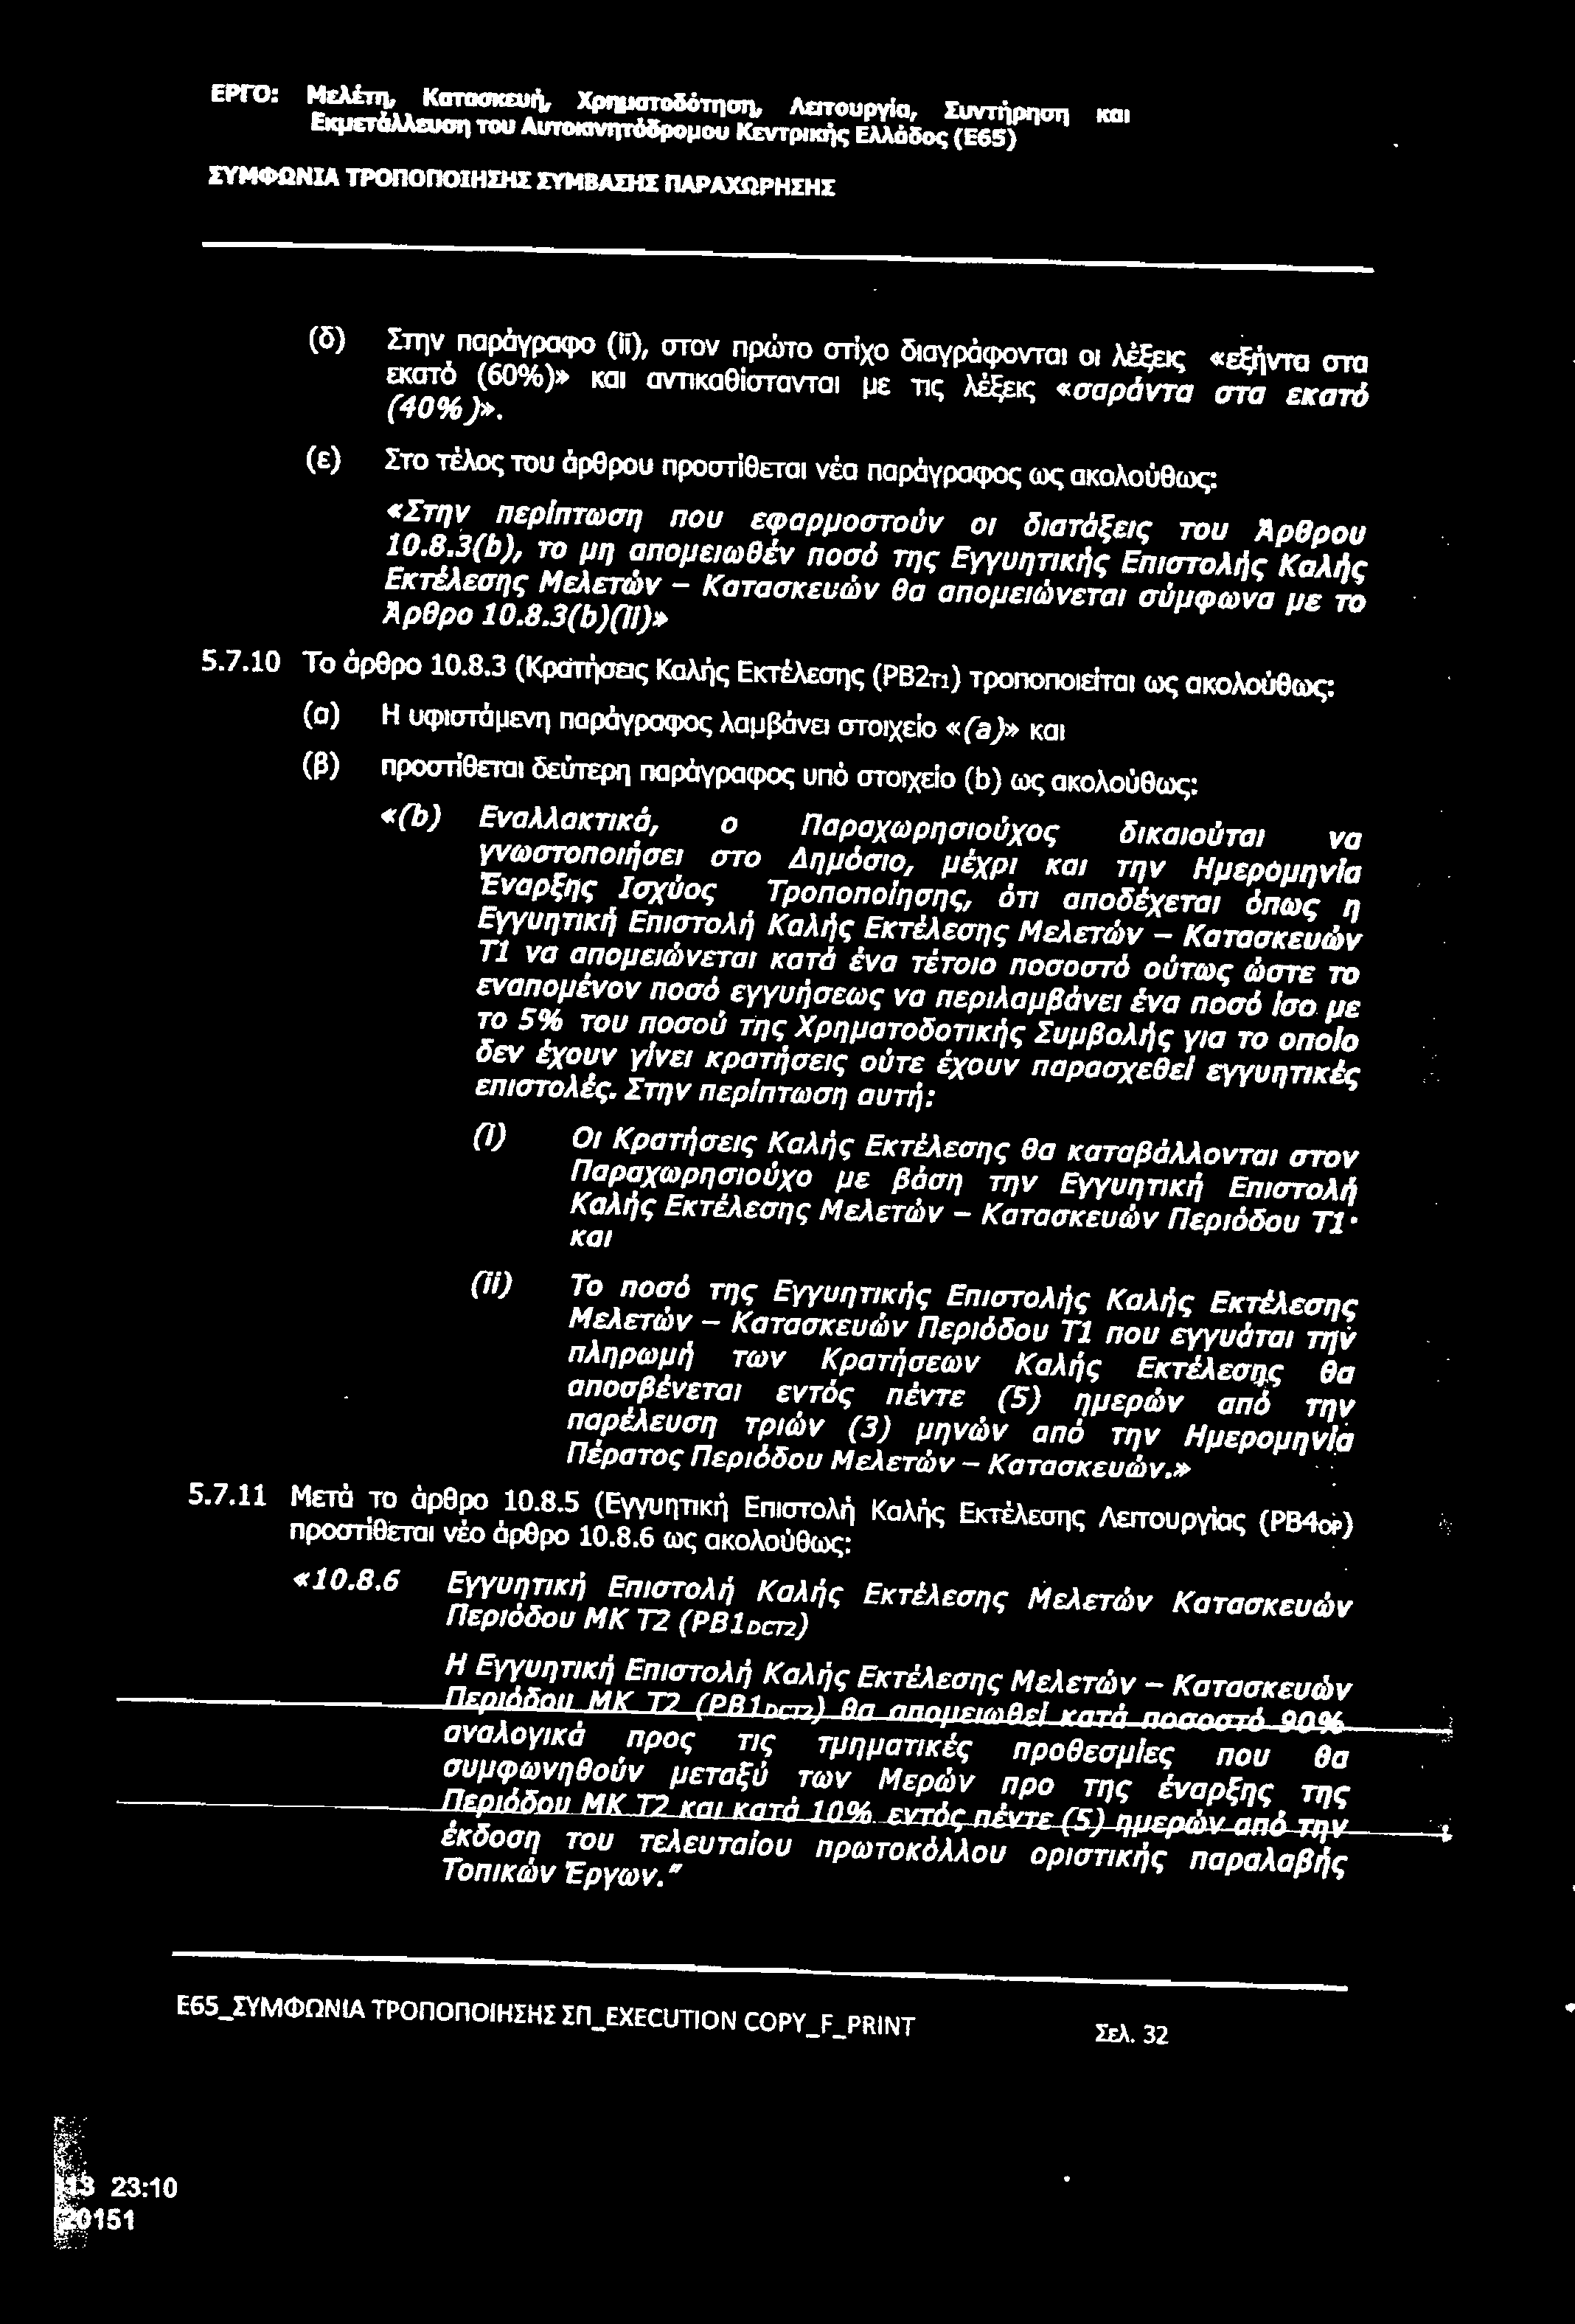 ΕΡΓΟ: Μελέτη, Κατασκευή, Χρηματοδότηση, Λειτουργία, Συντήρηση και
Εκμετάλλευση του Αυτοκινητόδρομου Κεντρικής Ελλάδος (Ε65)
ΣΥΜΦΩΝΙΑ ΤΡΟΠΟΠΟΙΗΣΗΣ ΣΥΜΒΑΣΗΣ ΠΑΡΑΧΩΡΗΣΗΣ
(δ) Στην παράγραφο (ii), στον πρώτο στίχο διαγράφονται οι λέξεις «εξήντα στα
εκατό (60%)» και αντικαθίστανται με τις λέξεις «σαράντα στα εκατό
(40%)».
(ε) Στο τέλος του άρθρου προστίθεται νέα παράγραφος ως ακολούθως:
«Στην περίπτωση που εφαρμοστούν οι διατάξεις του Άρθρου
10.8.3(b), το μη απομειωθέν ποσό της Εγγυητικής Επιστολής Καλής
Εκτέλεσης Μελετών – Κατασκευών θα απομειώνεται σύμφωνα με το
Άρθρο 10.8.3(b)(ii)»
5.7.10 Το άρθρο 10.8.3 (Κρατήσεις Καλής Εκτέλεσης (PB2T1) τροποποιείται ως ακολούθως:
(α) Η υφιστάμενη παράγραφος λαμβάνει στοιχείο «(a)» και
(β) προστίθεται δεύτερη παράγραφος υπό στοιχείο (b) ως ακολούθως:
«(b) Εναλλακτικά, ο Παραχωρησιούχος δικαιούται να
γνωστοποιήσει στο Δημόσιο, μέχρι και την Ημερομηνία
Έναρξης Ισχύος Τροποποίησης, ότι αποδέχεται όπως η
Εγγυητική Επιστολή Καλής Εκτέλεσης Μελετών – Κατασκευών
Τ1 να απομειώνεται κατά ένα τέτοιο ποσοστό ούτως ώστε το
εναπομένον ποσό εγγυήσεως να περιλαμβάνει ένα ποσό ίσο με
το 5% του ποσού της Χρηματοδοτικής Συμβολής για το οποίο
δεν έχουν γίνει κρατήσεις ούτε έχουν παρασχεθεί εγγυητικές
επιστολές. Στην περίπτωση αυτή:
(i) Οι Κρατήσεις Καλής Εκτέλεσης θα καταβάλλονται στον
Παραχωρησιούχο με βάση την Εγγυητική Επιστολή
Καλής Εκτέλεσης Μελετών – Κατασκευών Περιόδου Τ1·
και
(ii) Το ποσό της Εγγυητικής Επιστολής Καλής Εκτέλεσης
Μελετών – Κατασκευών Περιόδου Τ1 που εγγυάται την
πληρωμή των Κρατήσεων Καλής Εκτέλεσης θα
αποσβένεται εντός πέντε (5) ημερών από την
παρέλευση τριών (3) μηνών από την Ημερομηνία
Πέρατος Περιόδου Μελετών – Κατασκευών.»
5.7.11 Μετά το άρθρο 10.8.5 (Εγγυητική Επιστολή Καλής Εκτέλεσης Λειτουργίας (PB4OP)
προστίθεται νέο άρθρο 10.8.6 ως ακολούθως:
«10.8.6 Εγγυητική Επιστολή Καλής Εκτέλεσης Μελετών Κατασκευών
Περιόδου ΜΚ Τ2 (PB1DCT2)
Η Εγγυητική Επιστολή Καλής Εκτέλεσης Μελετών – Κατασκευών
Περιόδου ΜΚ Τ2 (PB1DCT2) θα απομειωθεί κατά ποσοστό 90%
αναλογικά προς τις τμηματικές προθεσμίες που θα
συμφωνηθούν μεταξύ των Μερών προ της έναρξης της
Περιόδου ΜΚ Τ2 και κατά 10% εντός πέντε (5) ημερών από την
έκδοση του τελευταίου πρωτοκόλλου οριστικής παραλαβής
Τοπικών Έργων."
E65_ΣΥΜΦΩΝΙΑ ΤΡΟΠΟΠΟΙΗΣΗΣ ΣΠ_EXECUTION COPY_F_PRINT Σελ. 32
23:10